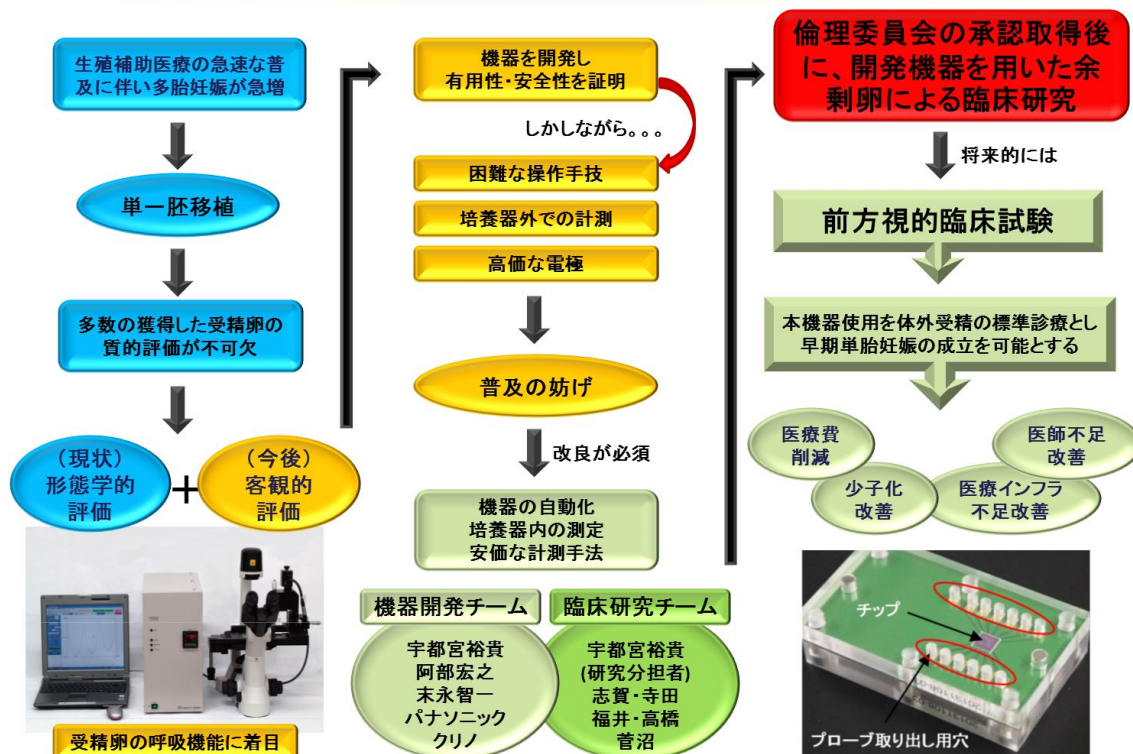 生殖補助医療の急速な普
及に伴い多胎妊娠が急増
単一胚移植
多数の獲得した受精卵の
質的評価が不可欠
（現状）
形態学的
評価
+
（今後）
客観的
評価
受精卵の呼吸機能に着目
機器を開発し
有用性・安全性を証明
しかしながら。。。
困難な操作手技
培養器外での計測
高価な電極
普及の妨げ
改良が必須
機器の自動化
培養器内の測定
安価な計測手法
機器開発チーム
宇都宮裕貴
阿部宏之
末永智一
パナソニック
クリノ
臨床研究チーム
宇都宮裕貴
(研究分担者)
志賀・寺田
福井・高橋
菅沼
倫理委員会の承認取得後
に、開発機器を用いた余
剰卵による臨床研究
将来的には
前方視的臨床試験
本機器使用を体外受精の標準診療とし
早期単胎妊娠の成立を可能とする
医療費
削減
医師不足
改善
少子化
改善
医療インフラ
不足改善
チップ
プローブ取り出し用穴